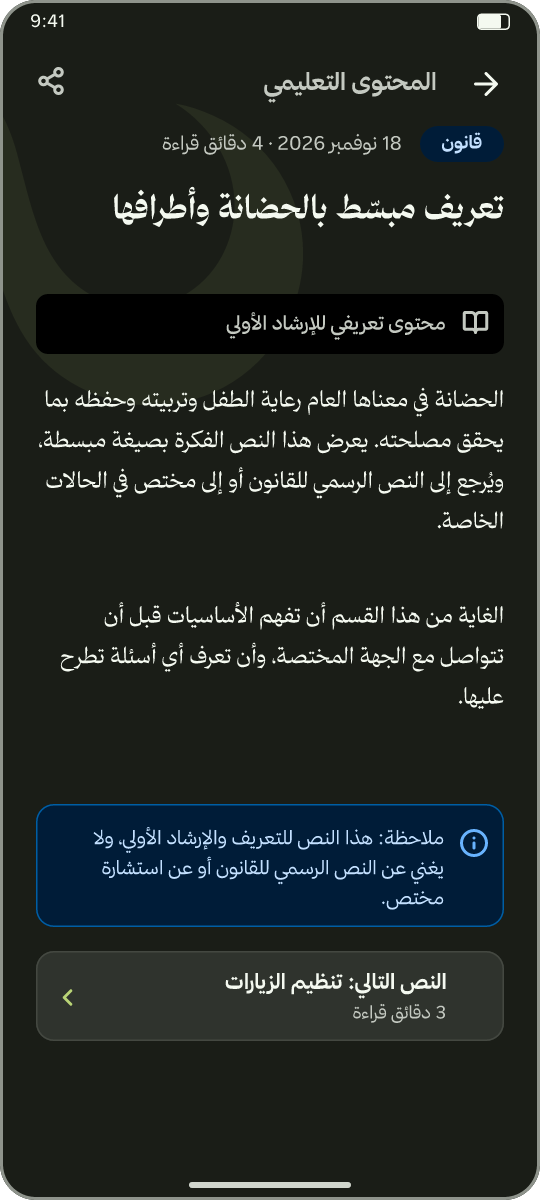 9:41
المحتوى التعليمي
قانون
18 نوفمبر 2026 · 4 دقائق قراءة
تعريف مبسّط بالحضانة وأطرافها
محتوى تعريفي للإرشاد الأولي
الحضانة في معناها العام رعاية الطفل وتربيته وحفظه بما
يحقق مصلحته. يعرض هذا النص الفكرة بصيغة مبسطة،
ويُرجع إلى النص الرسمي للقانون أو إلى مختص في الحالات
الخاصة.
الغاية من هذا القسم أن تفهم الأساسيات قبل أن
تتواصل مع الجهة المختصة، وأن تعرف أي أسئلة تطرح
عليها.
ملاحظة: هذا النص للتعريف والإرشاد الأولي، ولا
يغني عن النص الرسمي للقانون أو عن استشارة
مختص.
النص التالي: تنظيم الزيارات
3 دقائق قراءة